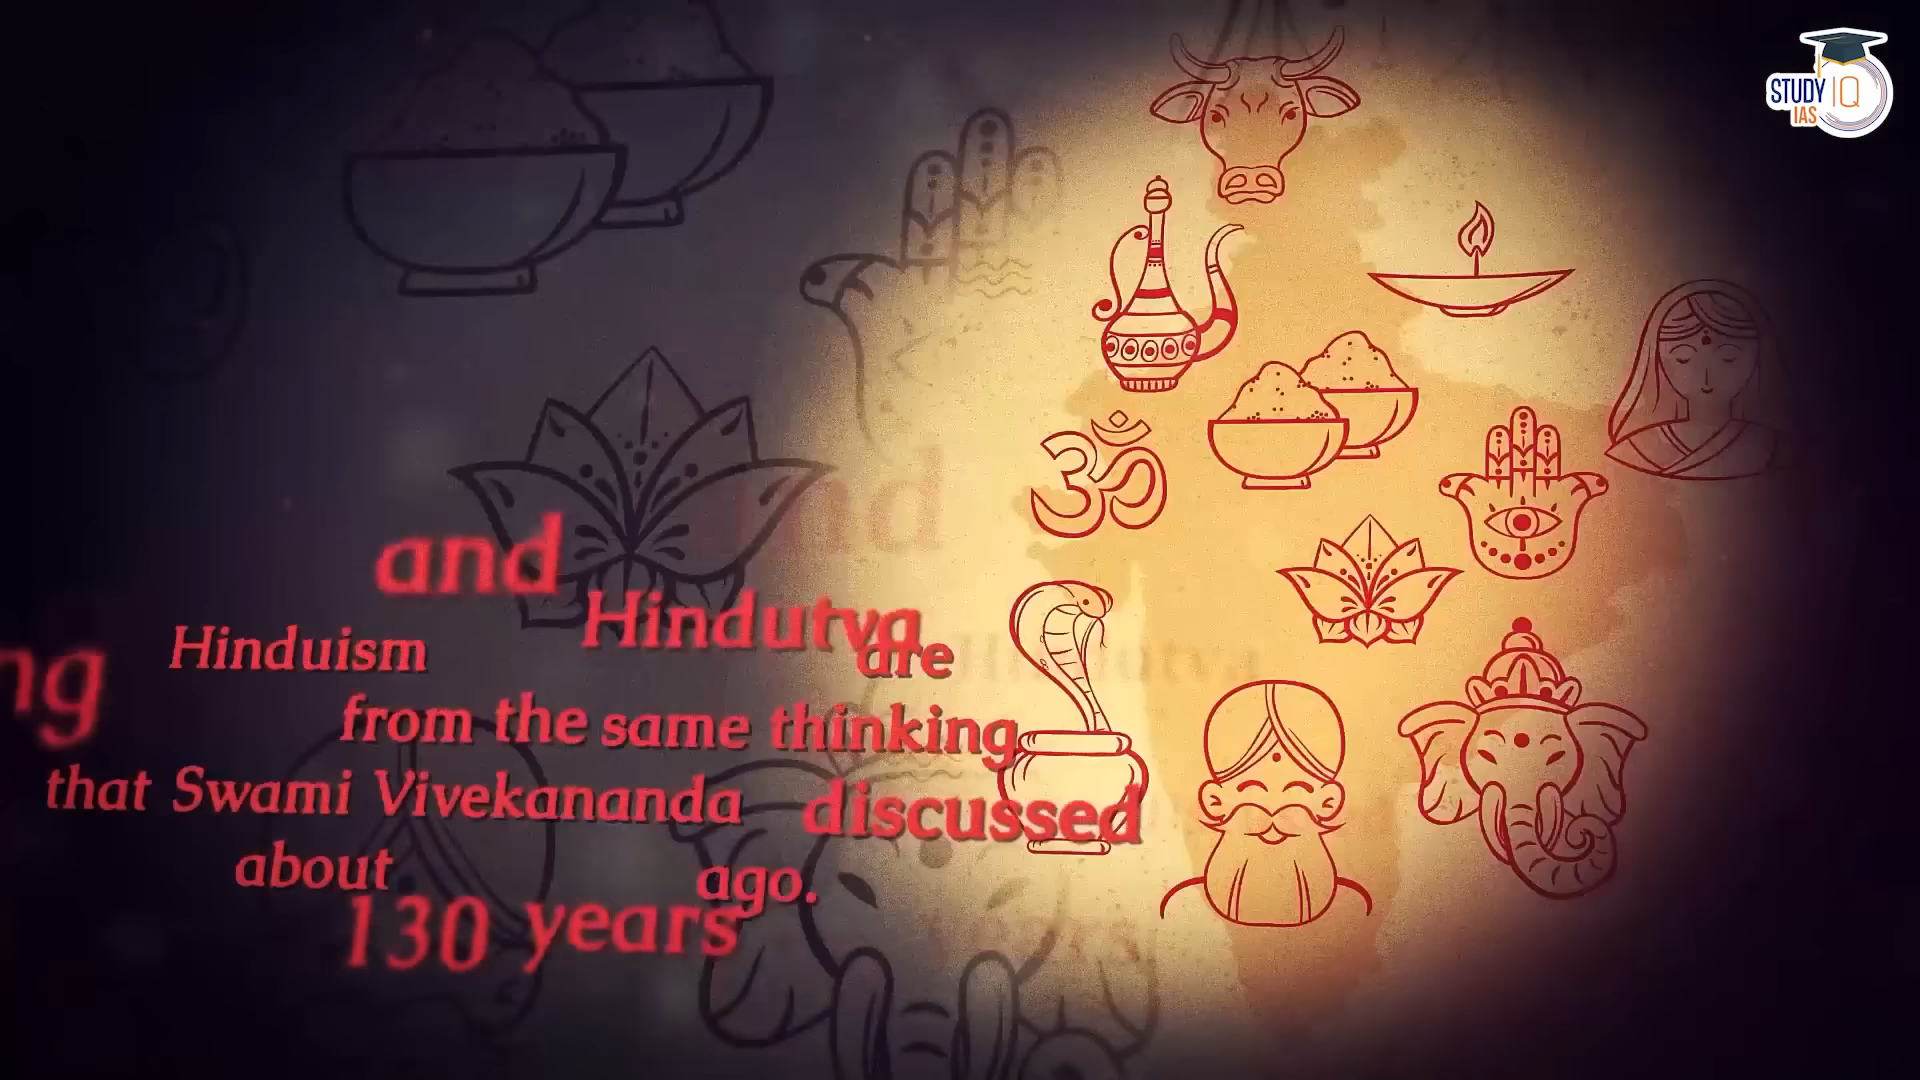 STUDY IQ
IAS
ॐ
and
Hinduism Hindutva are
from the same thinking
that Swami Vivekananda discussed
about 130 years ago.